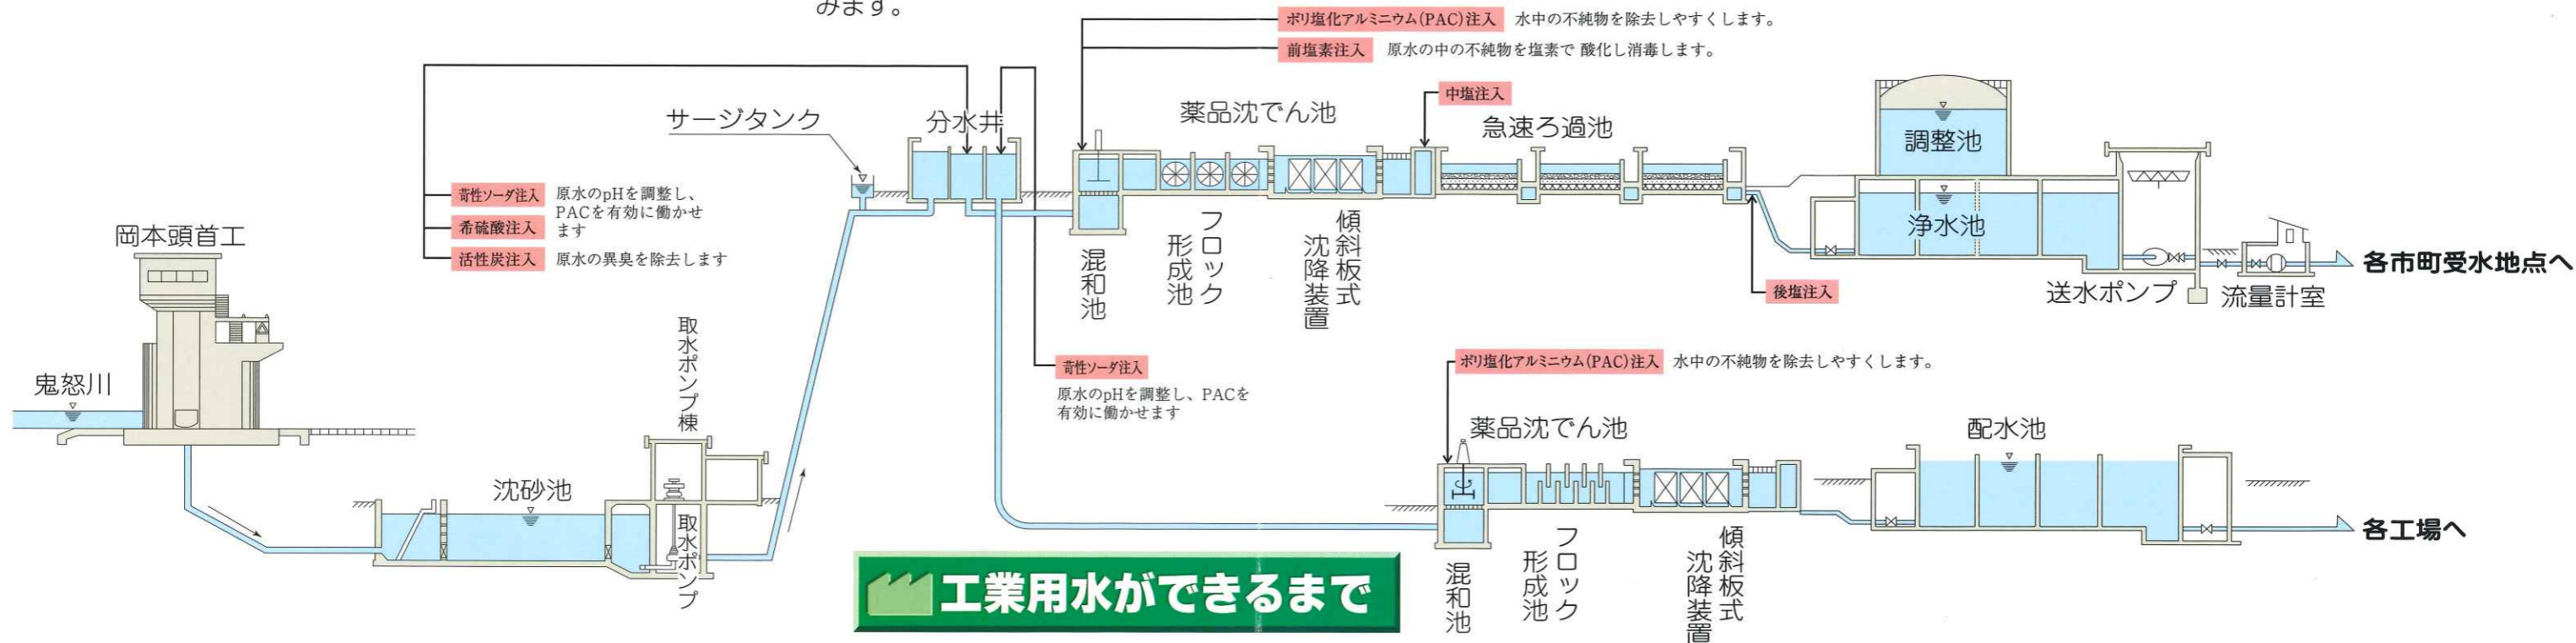 みます。
ポリ塩化アルミニウム(PAC)注入 水中の不純物を除去しやすくします。
前塩素注入 原水の中の不純物を塩素で 酸化し消毒します。
サージタンク
分水井
薬品沈でん池
中塩注入
急速ろ過池
調整池
浄水池
苛性ソーダ注入 原水のpHを調整し、
PACを有効に働かせ
ます
希硫酸注入
活性炭注入 原水の異臭を除去します
混和池
フロック
形成池
傾斜板式
沈降装置
後塩注入
送水ポンプ
流量計室
各市町受水地点へ
岡本頭首工
鬼怒川
沈砂池
取水ポンプ棟
取水ポンプ
苛性ソーダ注入
原水のpHを調整し、PACを
有効に働かせます
ポリ塩化アルミニウム(PAC)注入 水中の不純物を除去しやすくします。
薬品沈でん池
混和池
フロック
形成池
傾斜板式
沈降装置
配水池
各工場へ
工業用水ができるまで